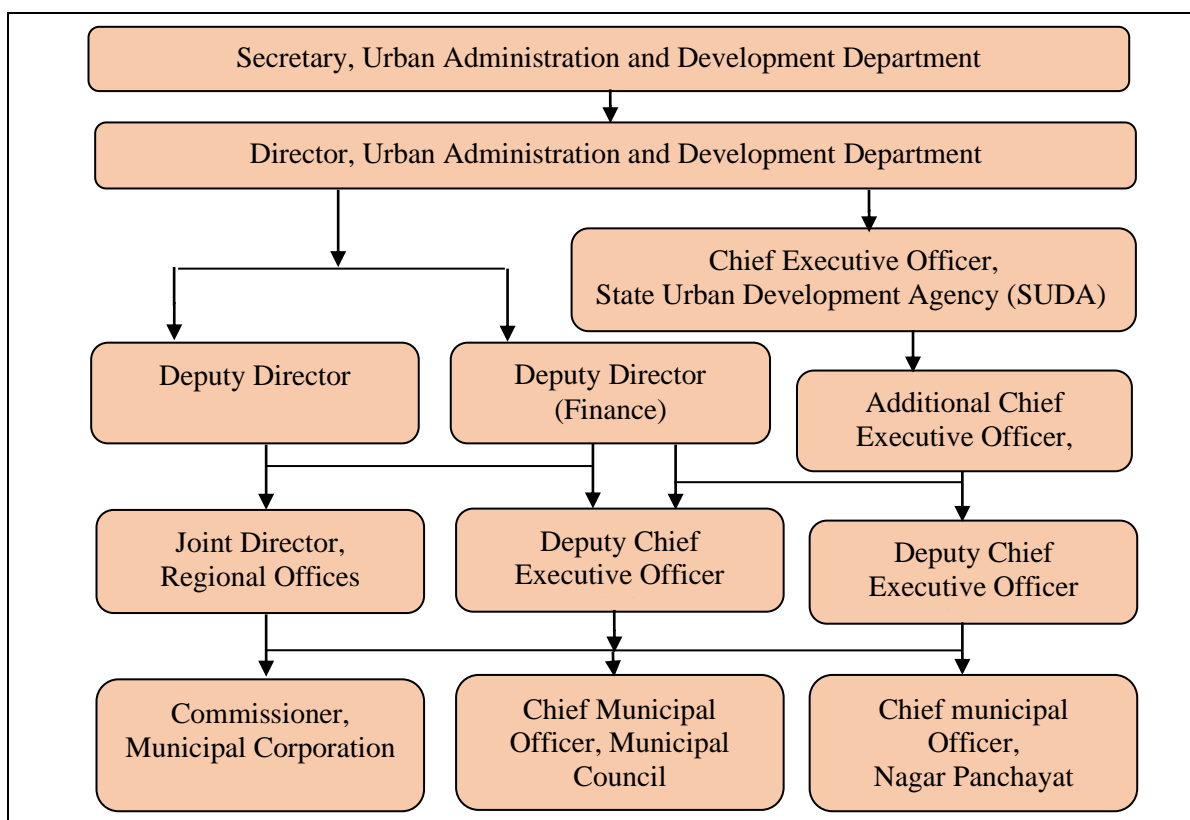 Secretary, Urban Administration and Development Department
Director, Urban Administration and Development Department
Chief Executive Officer,
State Urban Development Agency (SUDA)
Deputy Director
Deputy Director
(Finance)
Additional Chief
Executive Officer,
Joint Director,
Regional Offices
Deputy Chief
Executive Officer
Deputy Chief
Executive Officer
Commissioner,
Municipal Corporation
Chief Municipal
Officer, Municipal
Council
Chief municipal
Officer,
Nagar Panchayat